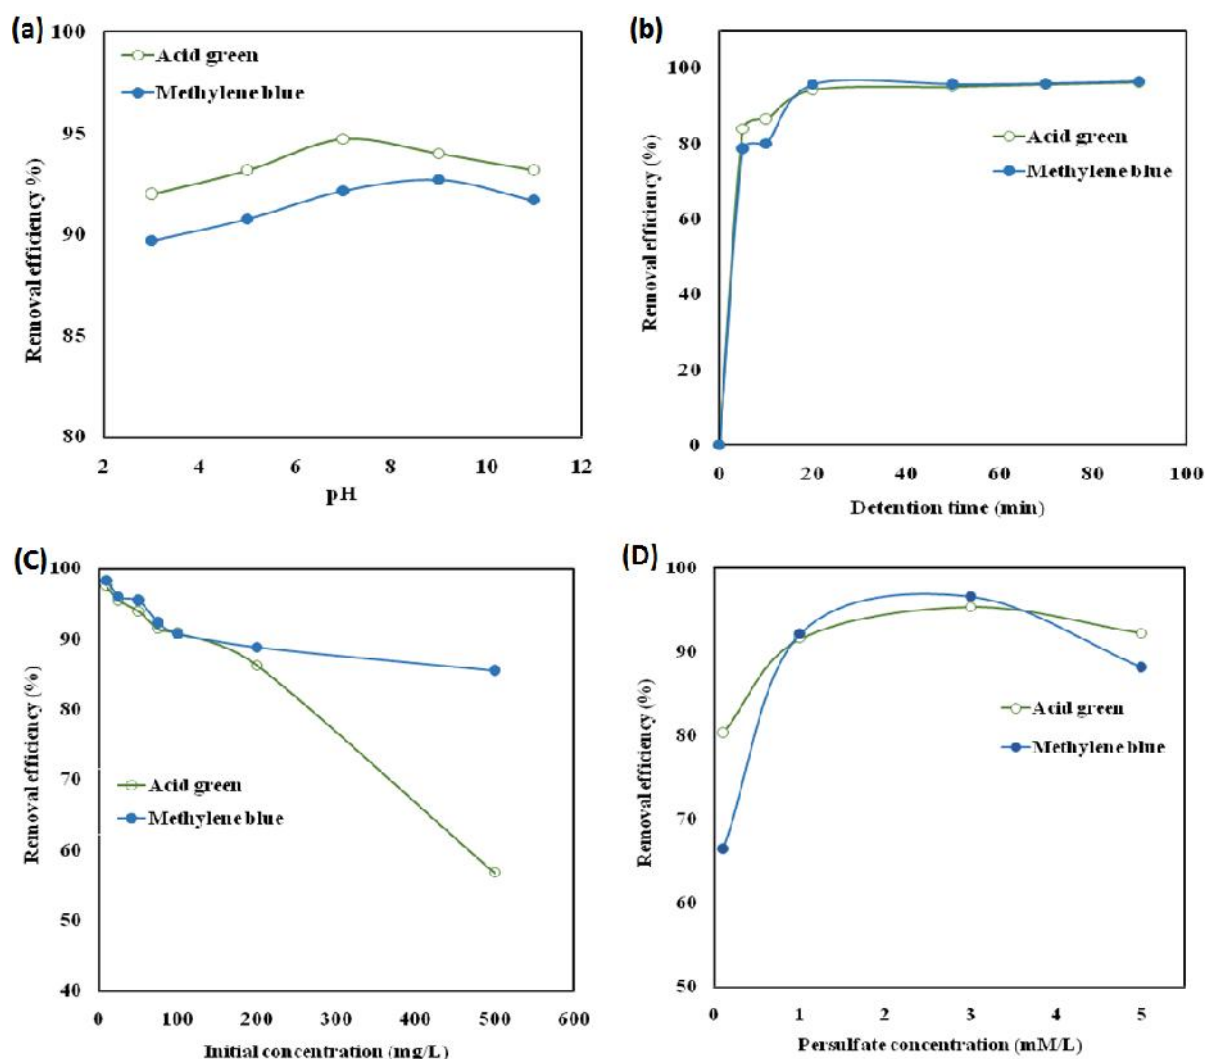 (a)
100
95
90
85
80
Removal efficiency %)
Acid green
Methylene blue
2 4 6 8 10 12
pH
(b)
100
80
60
40
20
0
Removal efficiency (%)
Acid green
Methylene blue
0 20 40 60 80 100
Detention time (min)
(C)
100
90
80
70
60
50
40
Removal efficiency (%)
Acid green
Methylene blue
0 100 200 300 400 500 600
Initial concentration (mg/L)
(D)
100
90
80
70
60
50
Removal efficiency (%)
Acid green
Methylene blue
0 1 2 3 4 5
Persulfate concentration (mM/L)